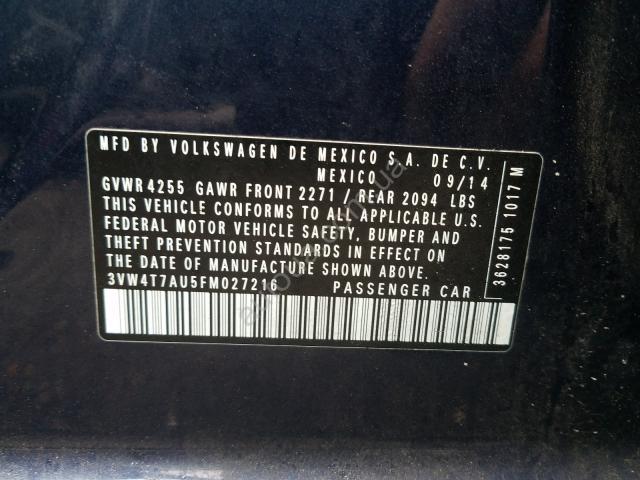 MFD BY VOLKSWAGEN DE MEXICO S.A. DE C.V.
MEXICO 09/14
GVWR 4255 GAWR FRONT 2271 / REAR 2094 LBS
THIS VEHICLE CONFORMS TO ALL APPLICABLE U.S.
FEDERAL MOTOR VEHICLE SAFETY, BUMPER AND
THEFT PREVENTION STANDARDS IN EFFECT ON
THE DATE OF MANUFACTURE SHOWN ABOVE.
3VW4T7AU5FM027216 PASSENGER CAR
3628175 1017 M